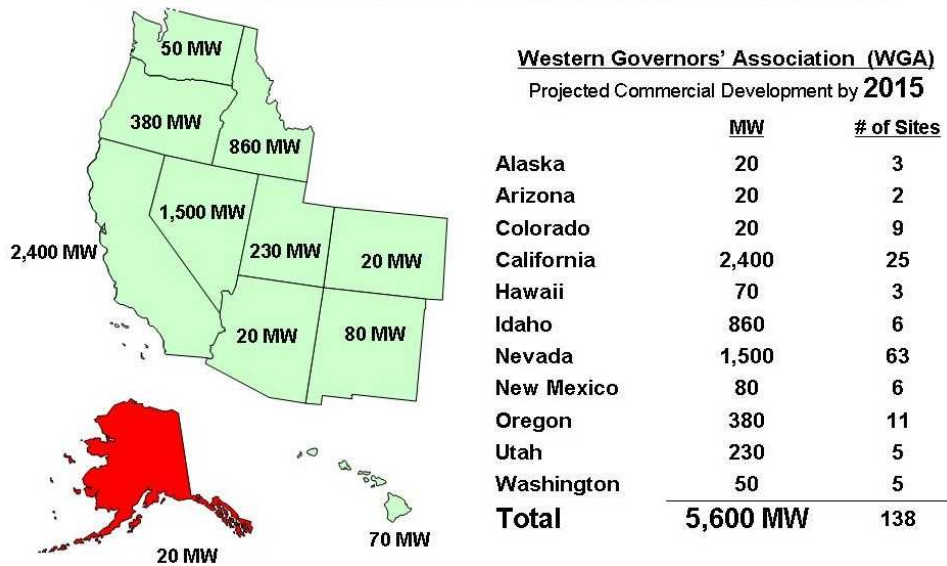 50 MW
380 MW
860 MW
1,500 MW
2,400 MW
230 MW
20 MW
20 MW
80 MW
20 MW
70 MW
Western Governors' Association (WGA)
Projected Commercial Development by 2015
MW # of Sites
Alaska 20 3
Arizona 20 2
Colorado 20 9
California 2,400 25
Hawaii 70 3
Idaho 860 6
Nevada 1,500 63
New Mexico 80 6
Oregon 380 11
Utah 230 5
Washington 50 5
Total 5,600 MW 138